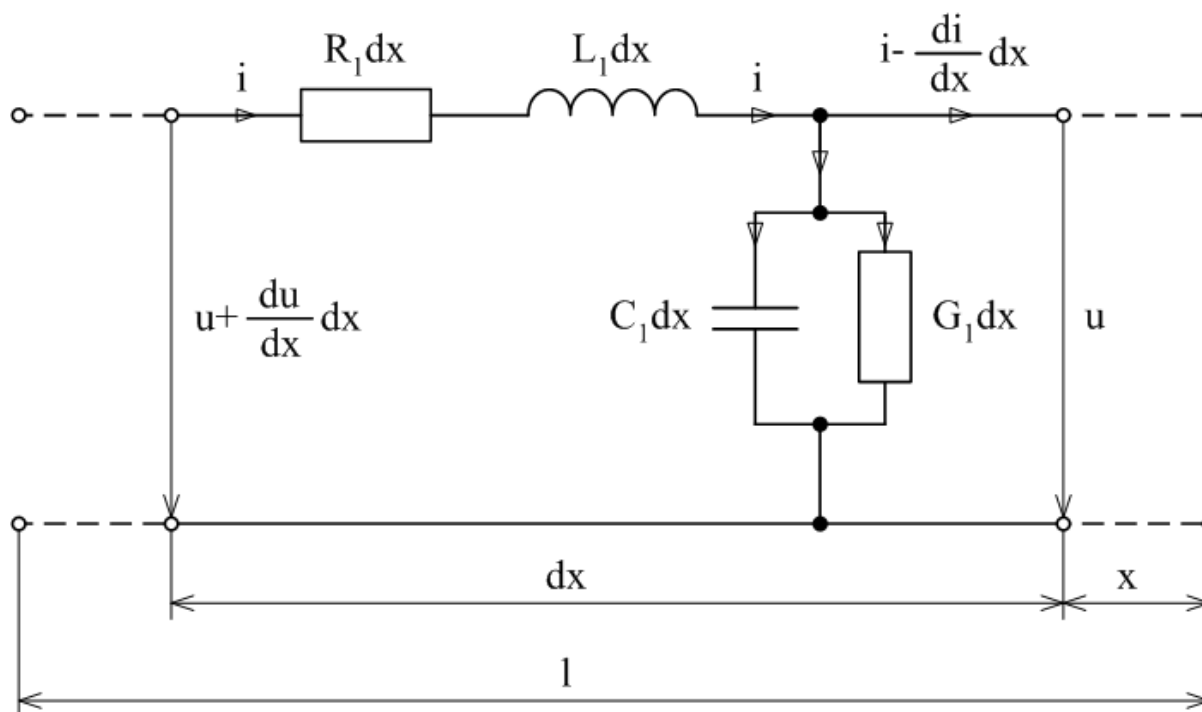 i
R₁dx
L₁dx
i
i- di/dx dx
u+ du/dx dx
C₁dx
G₁dx
u
dx
x
l